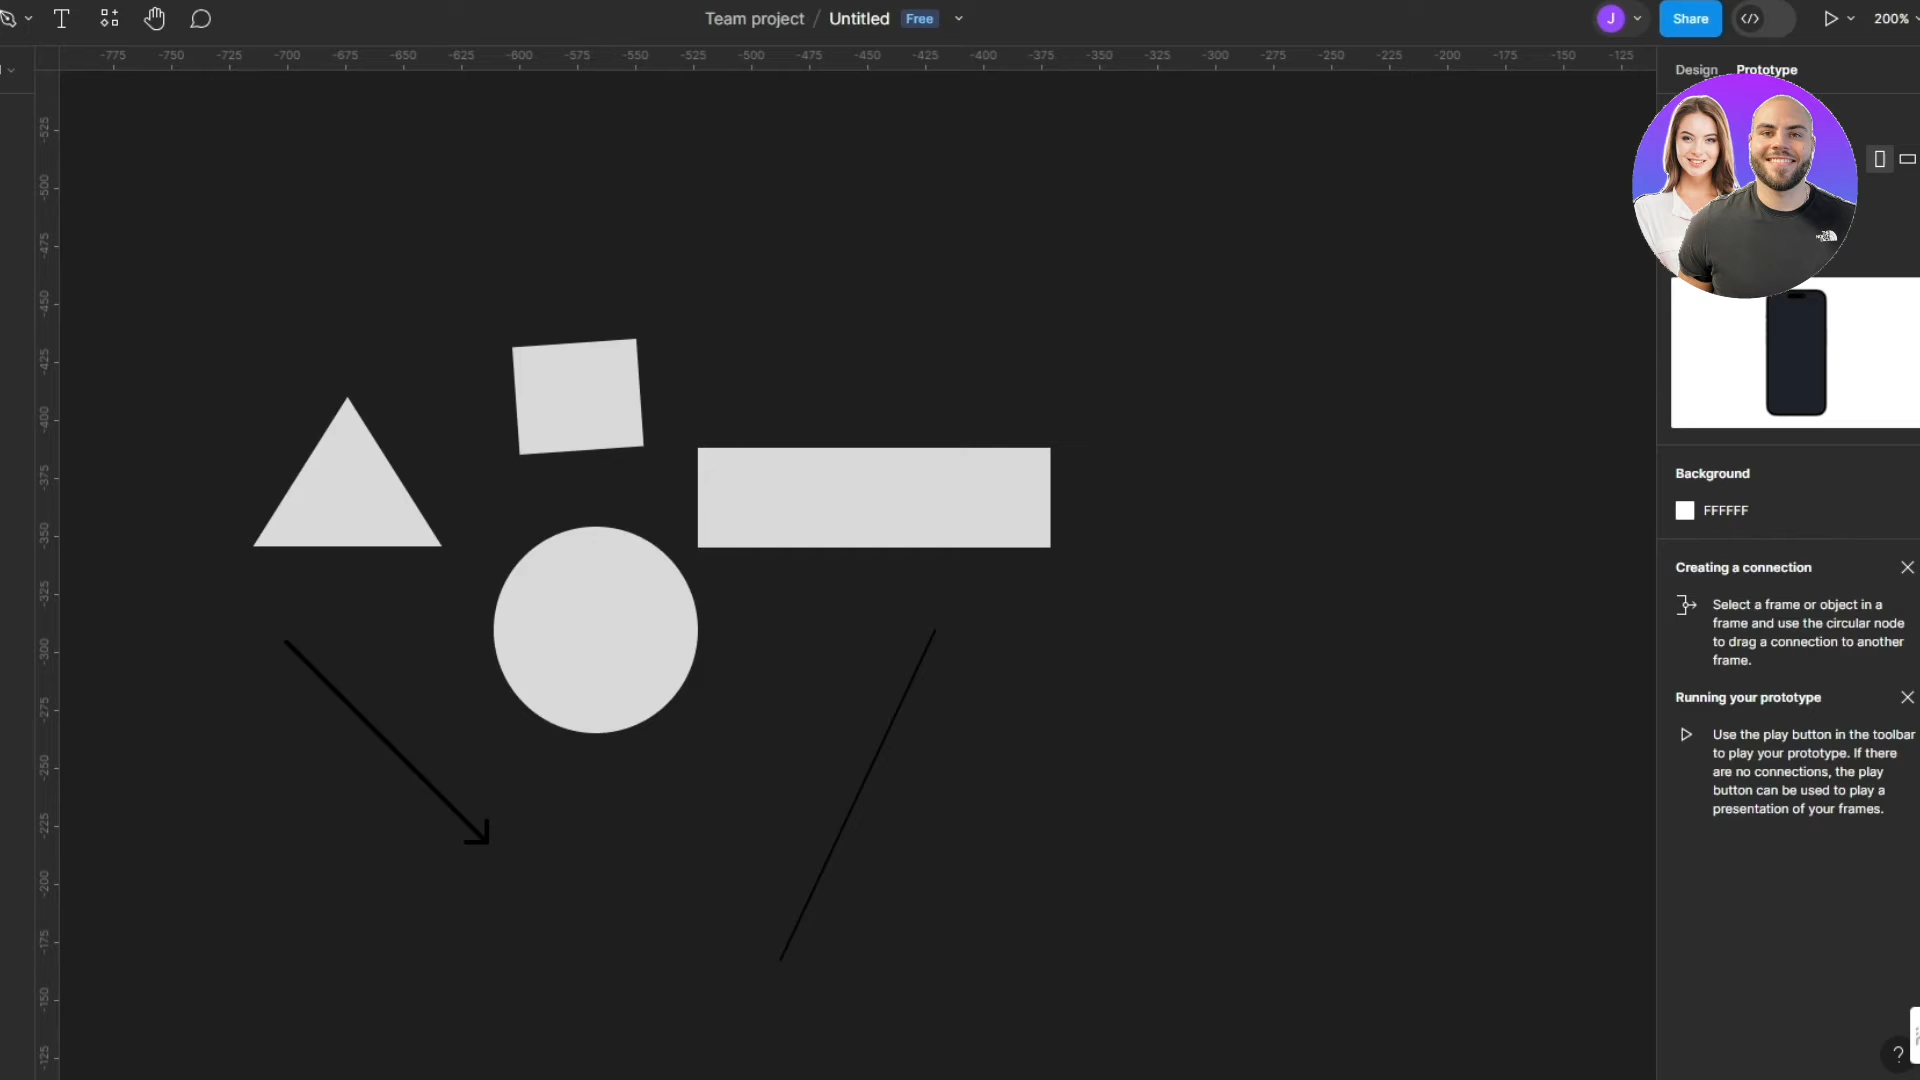 Team project / Untitled Free
J
Share
200%
-775 -750 -725 -700 -675 -650 -625 -600 -575 -550 -525 -500 -475 -450 -425 -400 -375 -350 -325 -300 -275 -250 -225 -200 -175 -150 -125
Design Prototype
-525
-500
-475
-450
-425
-400
-375
-350
-325
-300
-275
-250
-225
-200
-175
-150
-125
THE NORTH FACE
Background
FFFFFF
Creating a connection
Select a frame or object in a
frame and use the circular node
to drag a connection to another
frame.
Running your prototype
Use the play button in the toolbar
to play your prototype. If there
are no connections, the play
button can be used to play a
presentation of your frames.
?